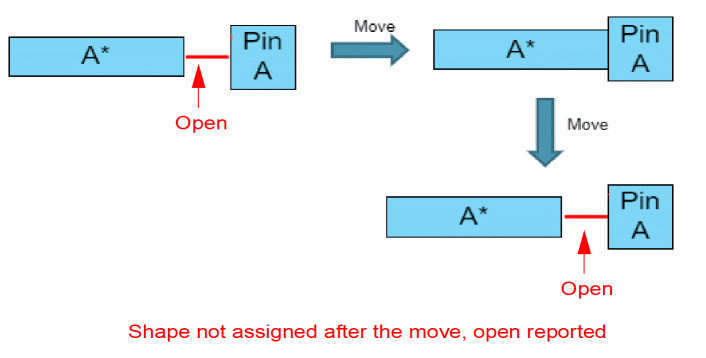 A*
Pin
A
Open
Move
A*
Pin
A
Move
A*
Pin
A
Open
Shape not assigned after the move, open reported